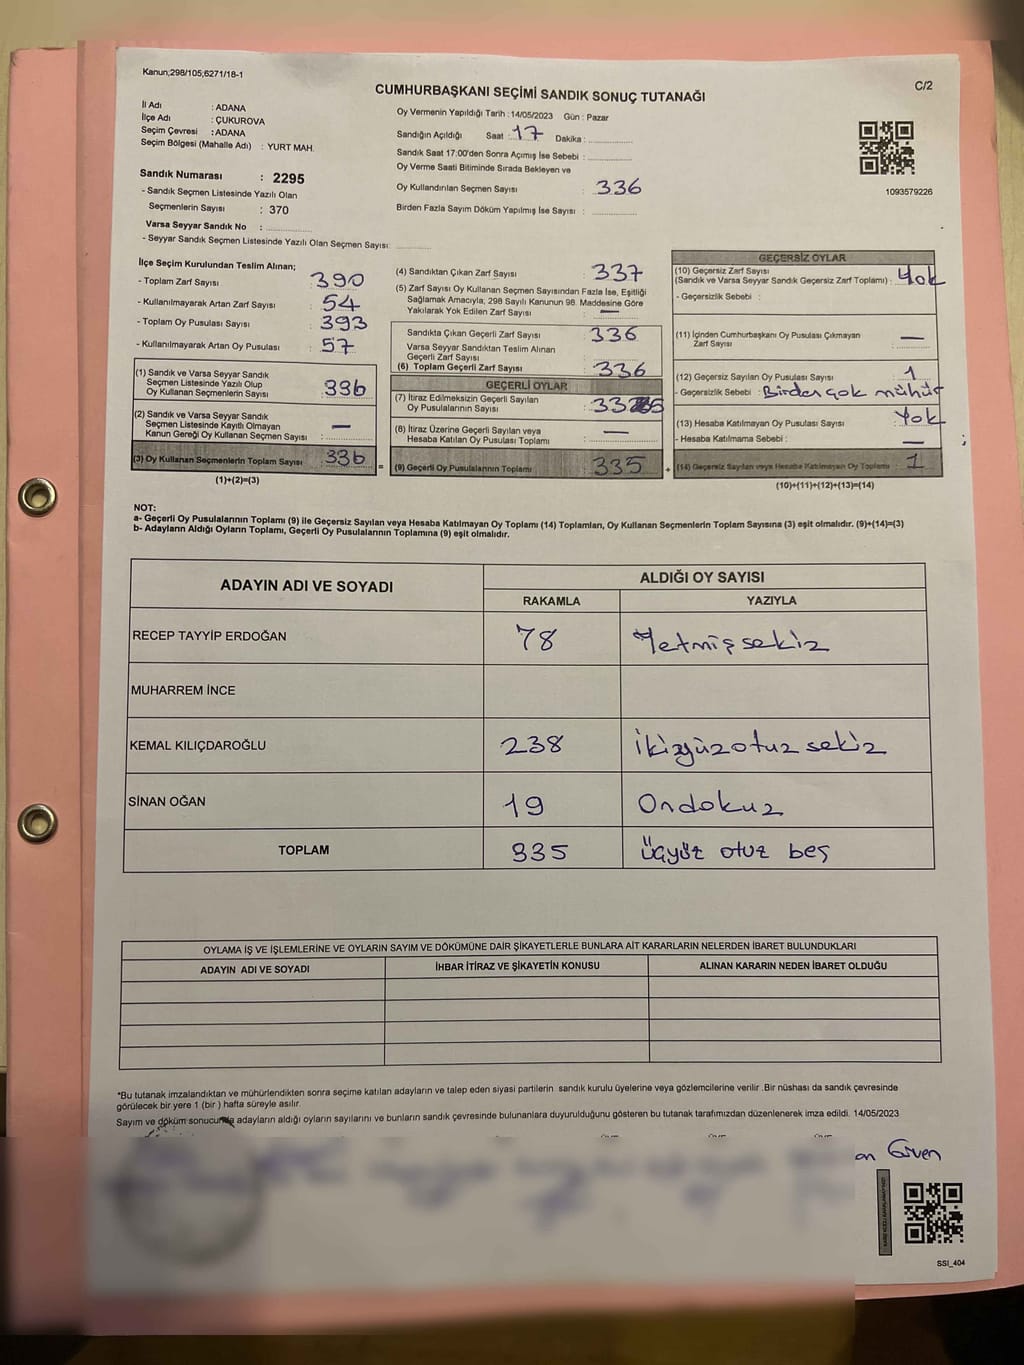 Kanun;298/105;6271/18-1
C/2
CUMHURBAŞKANI SEÇİMİ SANDIK SONUÇ TUTANAĞI
İl Adı : ADANA
İlçe Adı : ÇUKUROVA
Seçim Çevresi : ADANA
Seçim Bölgesi (Mahalle Adı) : YURT MAH.
Sandık Numarası : 2295
- Sandık Seçmen Listesinde Yazılı Olan
Seçmenlerin Sayısı : 370
Varsa Seyyar Sandık No :
- Seyyar Sandık Seçmen Listesinde Yazılı Olan Seçmen Sayısı:
Oy Vermenin Yapıldığı Tarih : 14/05/2023 Gün : Pazar
Sandığın Açıldığı Saat : 17 Dakika :
Sandık Saat 17:00'den Sonra Açımış İse Sebebi :
Oy Verme Saati Bitiminde Sırada Bekleyen ve
Oy Kullandırılan Seçmen Sayısı : 336
Birden Fazla Sayım Döküm Yapılmış İse Sayısı :
1093579226
İlçe Seçim Kurulundan Teslim Alınan;
- Toplam Zarf Sayısı : 390
- Kullanılmayarak Artan Zarf Sayısı : 54
- Toplam Oy Pusulası Sayısı : 393
- Kullanılmayarak Artan Oy Pusulası : 57
(1) Sandık ve Varsa Seyyar Sandık
Seçmen Listesinde Yazılı Olup
Oy Kullanan Seçmenlerin Sayısı : 336
(2) Sandık ve Varsa Seyyar Sandık
Seçmen Listesinde Kayıtlı Olmayan
Kanun Gereği Oy Kullanan Seçmen Sayısı : —
(3) Oy Kullanan Seçmenlerin Toplam Sayısı : 336
(1)+(2)=(3)
=
(4) Sandıktan Çıkan Zarf Sayısı : 337
(5) Zarf Sayısı Oy Kullanan Seçmen Sayısından Fazla İse, Eşitliği
Sağlamak Amacıyla, 298 Sayılı Kanunun 98. Maddesine Göre
Yakılarak Yok Edilen Zarf Sayısı : —
Sandıkta Çıkan Geçerli Zarf Sayısı : 336
Varsa Seyyar Sandıktan Teslim Alınan
Geçerli Zarf Sayısı :
(6) Toplam Geçerli Zarf Sayısı : 336
GEÇERLİ OYLAR
(7) İtiraz Edilmeksizin Geçerli Sayılan
Oy Pusulalarının Sayısı : 335
(8) İtiraz Üzerine Geçerli Sayılan veya
Hesaba Katılan Oy Pusulası Toplamı : —
(9) Geçerli Oy Pusulalarının Toplamı : 335
+
GEÇERSİZ OYLAR
(10) Geçersiz Zarf Sayısı
(Sandık ve Varsa Seyyar Sandık Geçersiz Zarf Toplamı) : Yok
- Geçersizlik Sebebi :
(11) İçinden Cumhurbaşkanı Oy Pusulası Çıkmayan
Zarf Sayısı : —
(12) Geçersiz Sayılan Oy Pusulası Sayısı : 1
- Geçersizlik Sebebi : Birden çok mühür
(13) Hesaba Katılmayan Oy Pusulası Sayısı : Yok
- Hesaba Katılmama Sebebi : —
(14) Geçersiz Sayılan veya Hesaba Katılmayan Oy Toplamı : 1
(10)+(11)+(12)+(13)=(14)
NOT:
a- Geçerli Oy Pusulalarının Toplamı (9) ile Geçersiz Sayılan veya Hesaba Katılmayan Oy Toplamı (14) Toplamları, Oy Kullanan Seçmenlerin Toplam Sayısına (3) eşit olmalıdır. (9)+(14)=(3)
b- Adayların Aldığı Oyların Toplamı, Geçerli Oy Pusulalarının Toplamına (9) eşit olmalıdır.
ADAYIN ADI VE SOYADI
ALDIĞI OY SAYISI
RAKAMLA YAZIYLA
RECEP TAYYİP ERDOĞAN 78 Yetmiş sekiz
MUHARREM İNCE
KEMAL KILIÇDAROĞLU 238 İkiyüzotuz sekiz
SİNAN OĞAN 19 Ondokuz
TOPLAM 335 Üçyüz otuz beş
OYLAMA İŞ VE İŞLEMLERİNE VE OYLARIN SAYIM VE DÖKÜMÜNE DAİR ŞİKAYETLERLE BUNLARA AİT KARARLARIN NELERDEN İBARET BULUNDUKLARI
ADAYIN ADI VE SOYADI İHBAR İTİRAZ VE ŞİKAYETİN KONUSU ALINAN KARARIN NEDEN İBARET OLDUĞU
*Bu tutanak imzalandıktan ve mühürlendikten sonra seçime katılan adayların ve talep eden siyasi partilerin sandık kurulu üyelerine veya gözlemcilerine verilir .Bir nüshası da sandık çevresinde
görülecek bir yere 1 (bir ) hafta süreyle asılır.
Sayım ve döküm sonucunda adayların aldığı oyların sayılarını ve bunların sandık çevresinde bulunanlara duyurulduğunu gösteren bu tutanak tarafımızdan düzenlenerek imza edildi. 14/05/2023
SSI_404